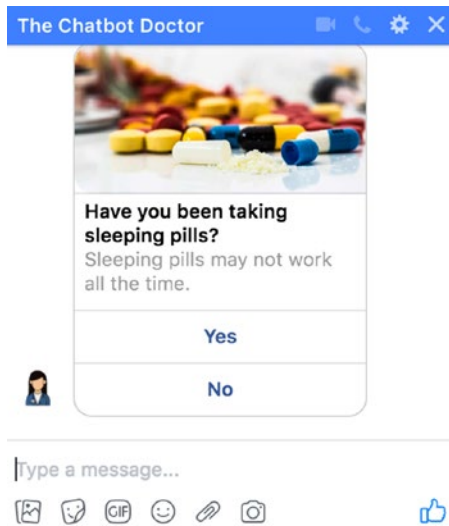 The Chatbot Doctor
Have you been taking
sleeping pills?
Sleeping pills may not work
all the time.
Yes
No
Type a message...
GIF